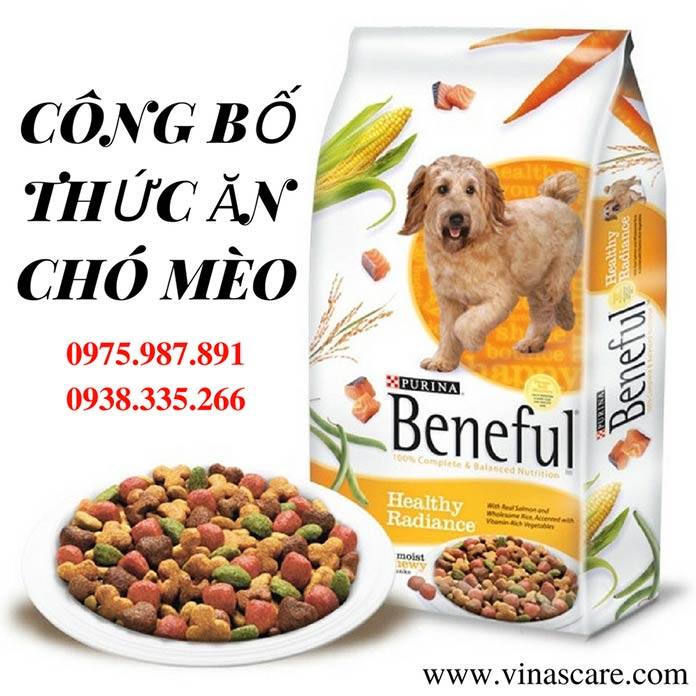 CÔNG BỐ
THỨC ĂN
CHÓ MÈO
0975.987.891
0938.335.266
PURINA
Beneful
100% Complete & Balanced Nutrition
Healthy
Radiance
With Real Salmon and
Wholesome Rice, Accented with
Vitamin-Rich Vegetables
moist
chewy
Healthy
Radiance
PURINA
Beneful
www.vinascare.com